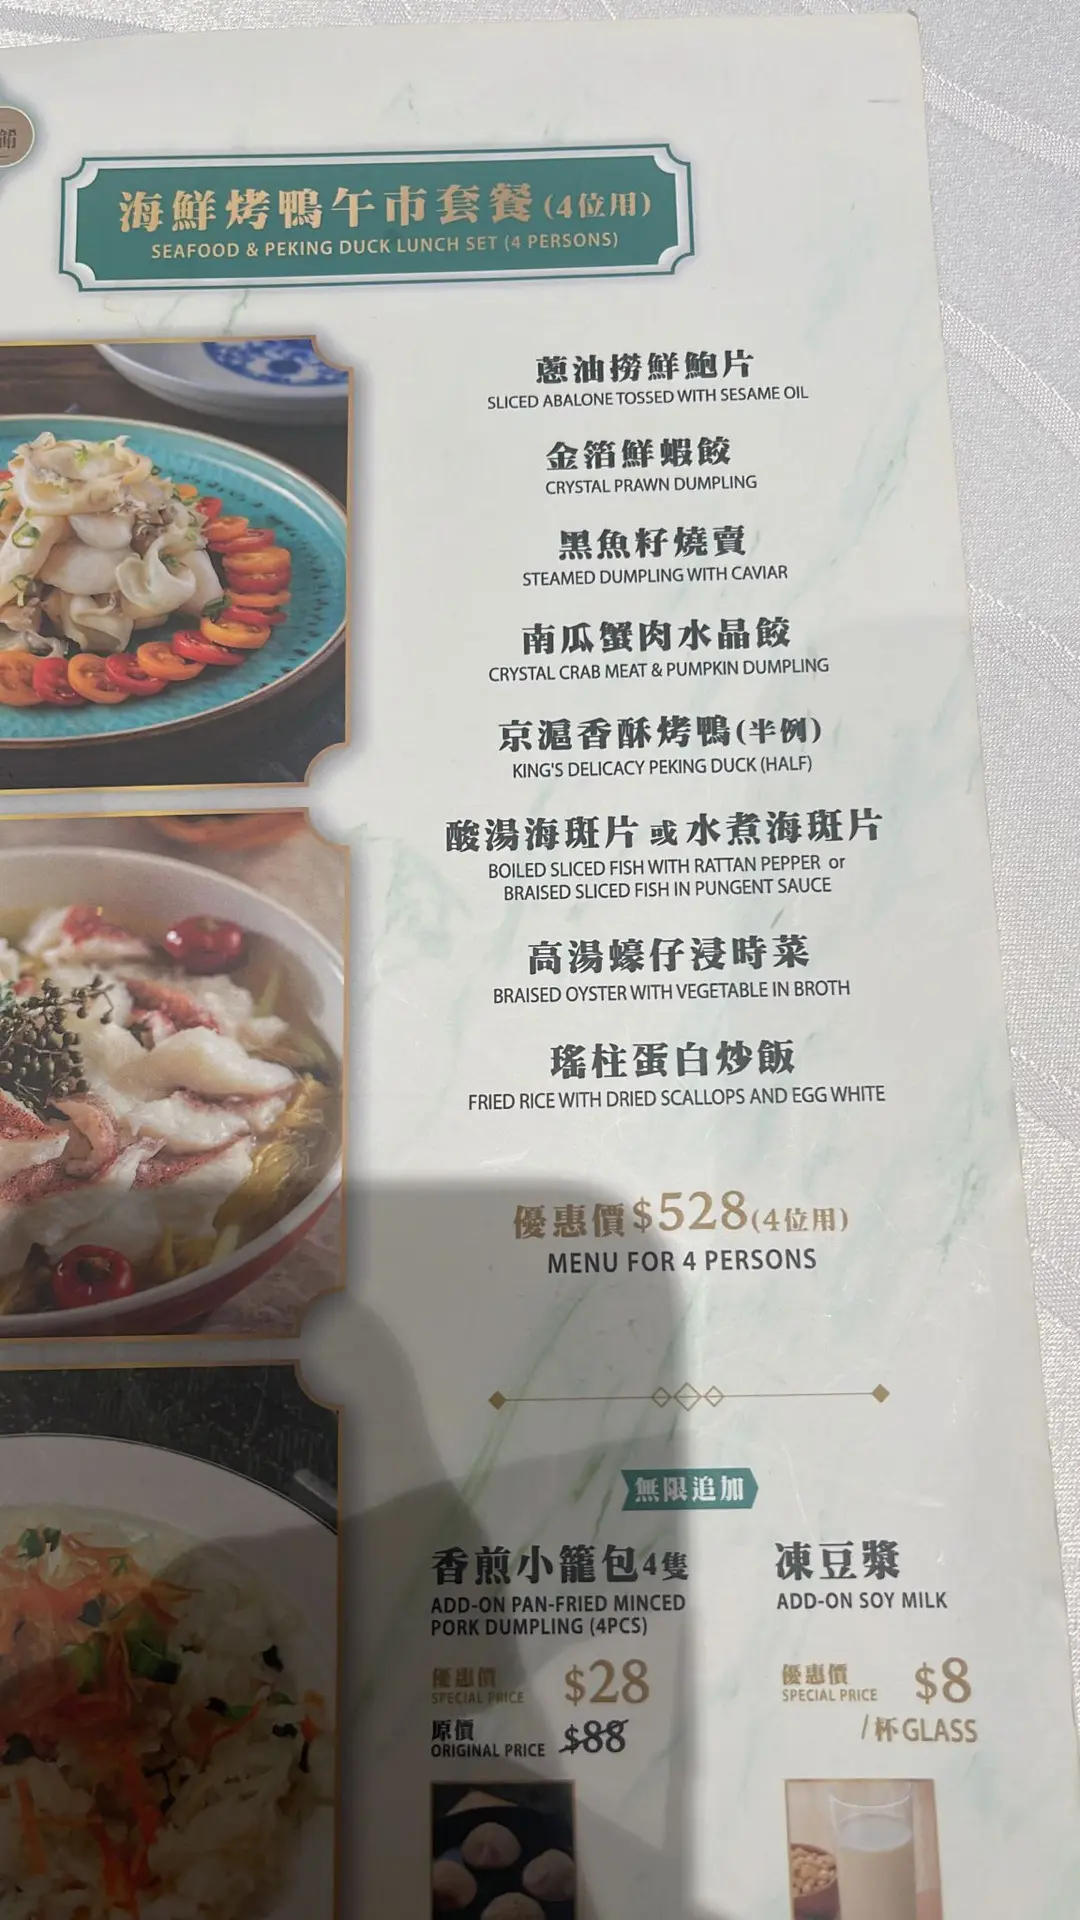 海鮮烤鴨午市套餐(4位用)
SEAFOOD & PEKING DUCK LUNCH SET (4 PERSONS)
蔥油撈鮮鮑片
SLICED ABALONE TOSSED WITH SESAME OIL
金箔鮮蝦餃
CRYSTAL PRAWN DUMPLING
黑魚籽燒賣
STEAMED DUMPLING WITH CAVIAR
南瓜蟹肉水晶餃
CRYSTAL CRAB MEAT & PUMPKIN DUMPLING
京滬香酥烤鴨(半例)
KING'S DELICACY PEKING DUCK (HALF)
酸湯海斑片 或 水煮海斑片
BOILED SLICED FISH WITH RATTAN PEPPER or
BRAISED SLICED FISH IN PUNGENT SAUCE
高湯蠔仔浸時菜
BRAISED OYSTER WITH VEGETABLE IN BROTH
瑤柱蛋白炒飯
FRIED RICE WITH DRIED SCALLOPS AND EGG WHITE
優惠價$528(4位用)
MENU FOR 4 PERSONS
無限追加
香煎小籠包4隻
ADD-ON PAN-FRIED MINCED
PORK DUMPLING (4PCS)
優惠價 $28
SPECIAL PRICE
原價 $88
ORIGINAL PRICE
凍豆漿
ADD-ON SOY MILK
優惠價 $8
SPECIAL PRICE
/杯GLASS